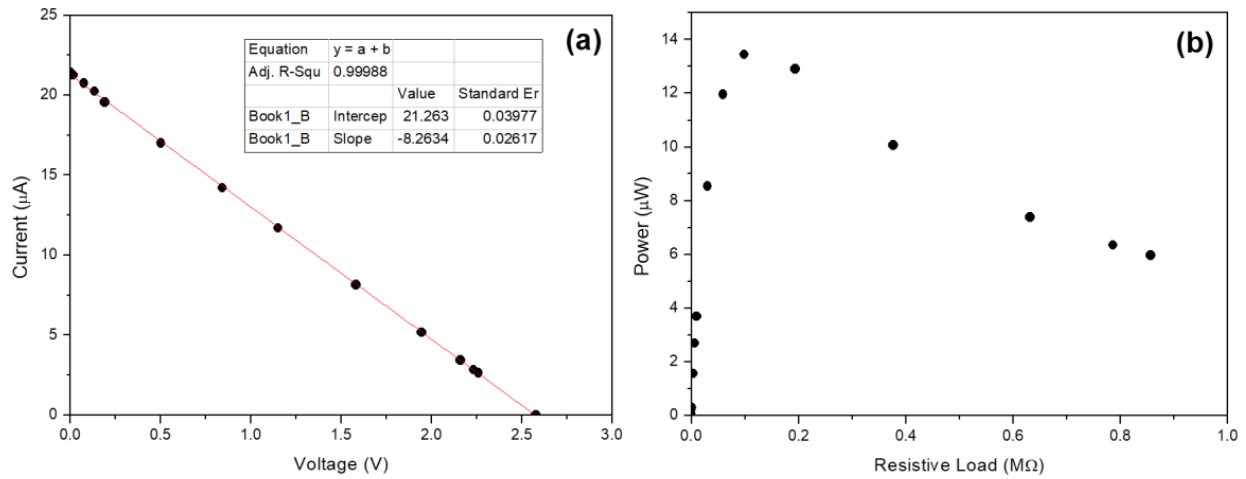 (a)
Equation y = a + b
Adj. R-Squ 0.99988
Value Standard Er
Book1_B Intercep 21.263 0.03977
Book1_B Slope -8.2634 0.02617
25
20
15
10
5
0
0.0 0.5 1.0 1.5 2.0 2.5 3.0
Current (μA)
Voltage (V)
(b)
14
12
10
8
6
4
2
0
0.0 0.2 0.4 0.6 0.8 1.0
Power (μW)
Resistive Load (MΩ)